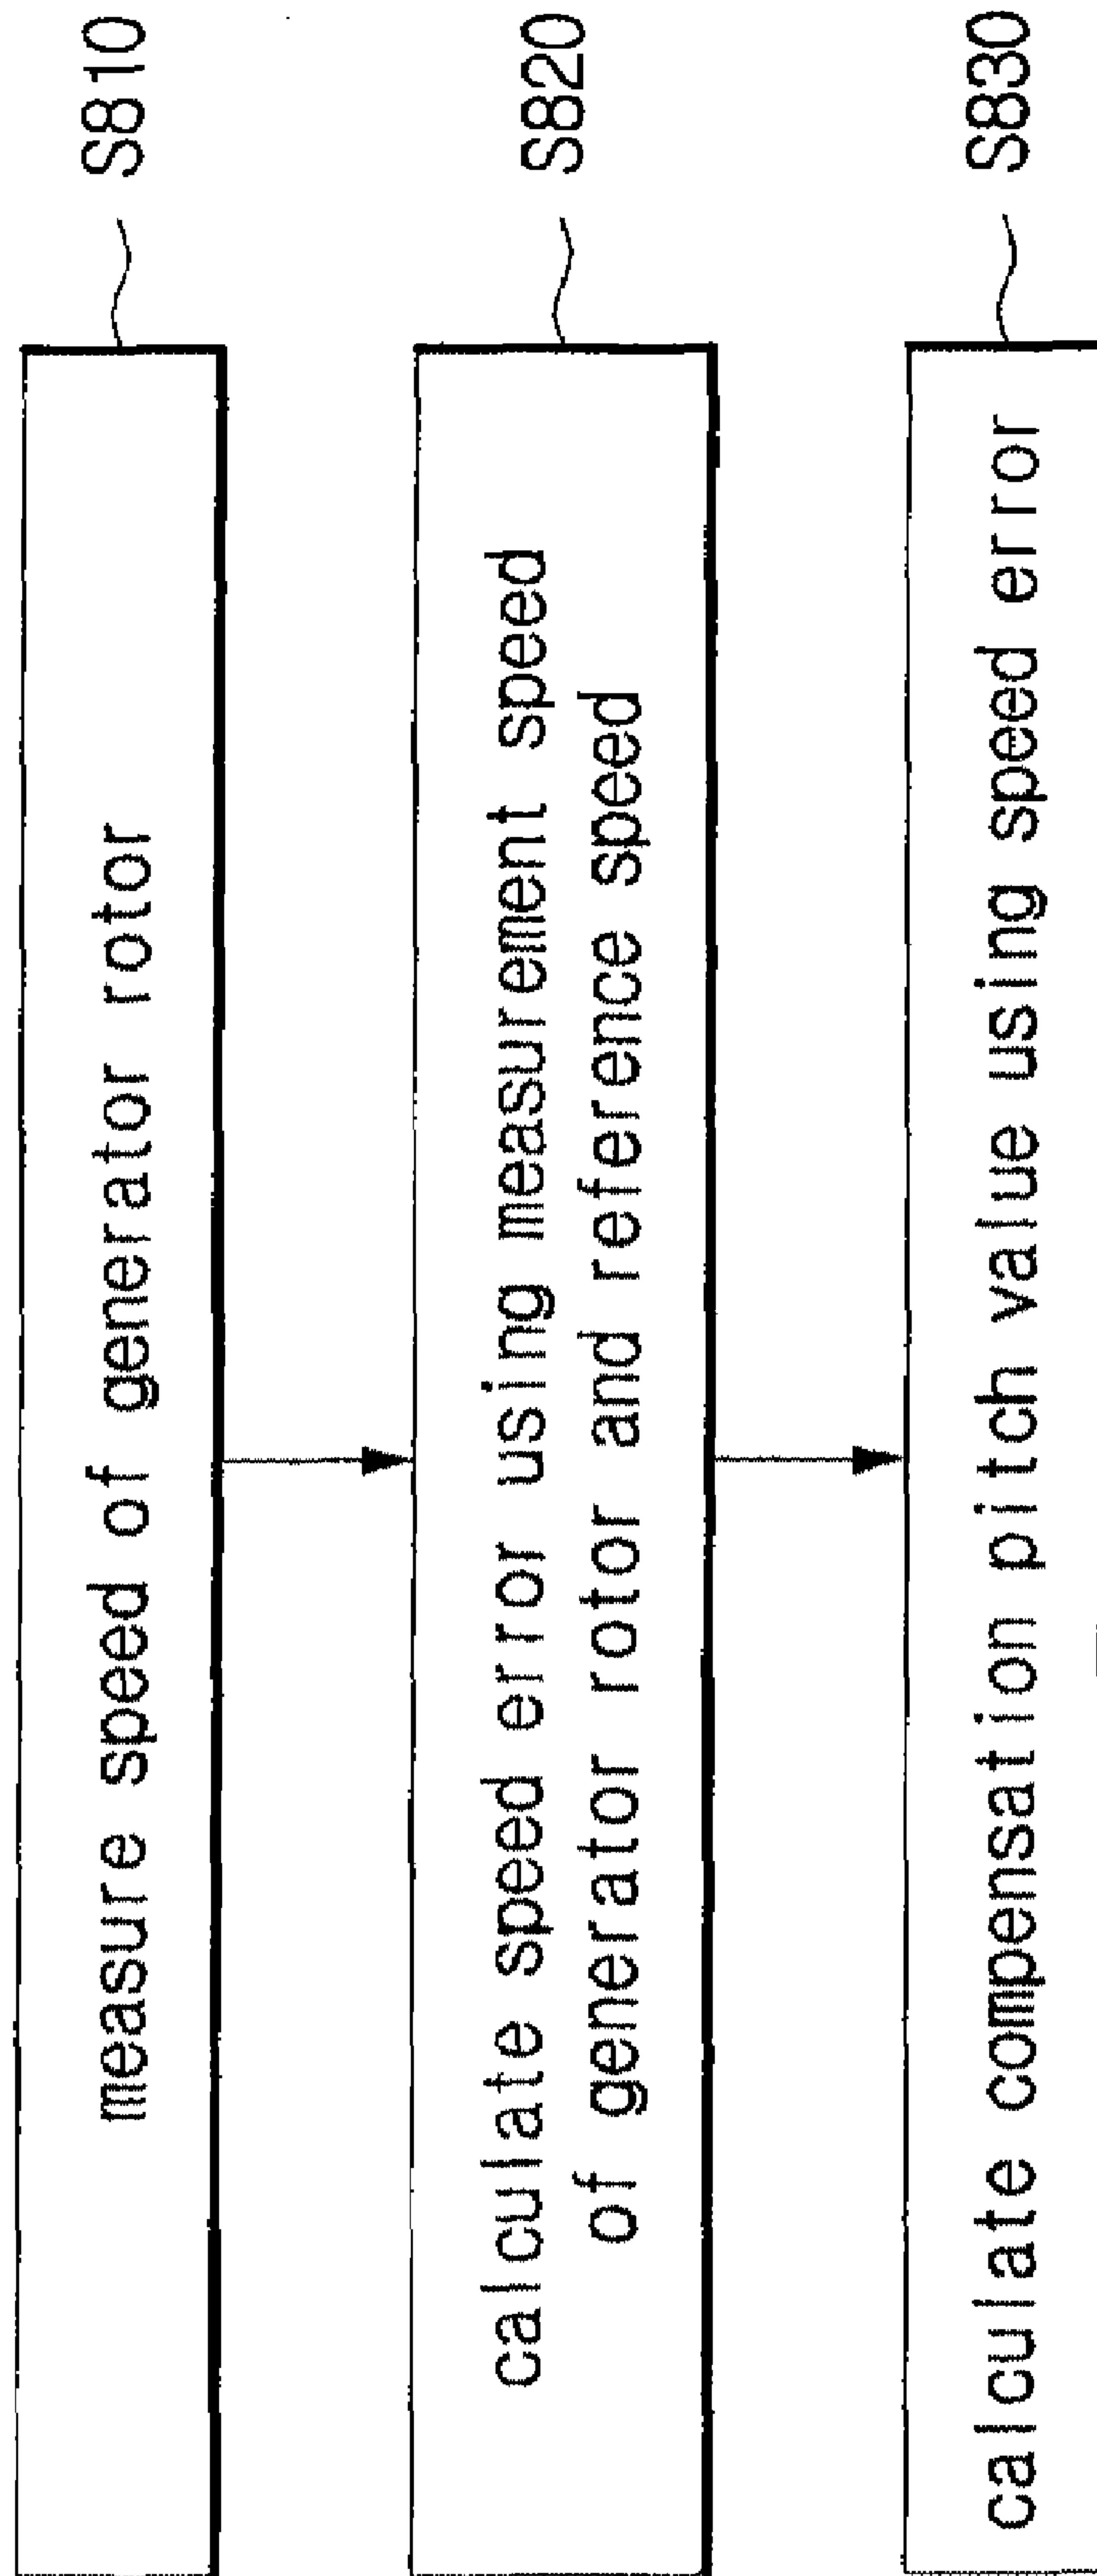 measure speed of generator rotor
S810
calculate speed error using measurement speed
of generator rotor and reference speed
S820
calculate compensation pitch value using speed error
S830